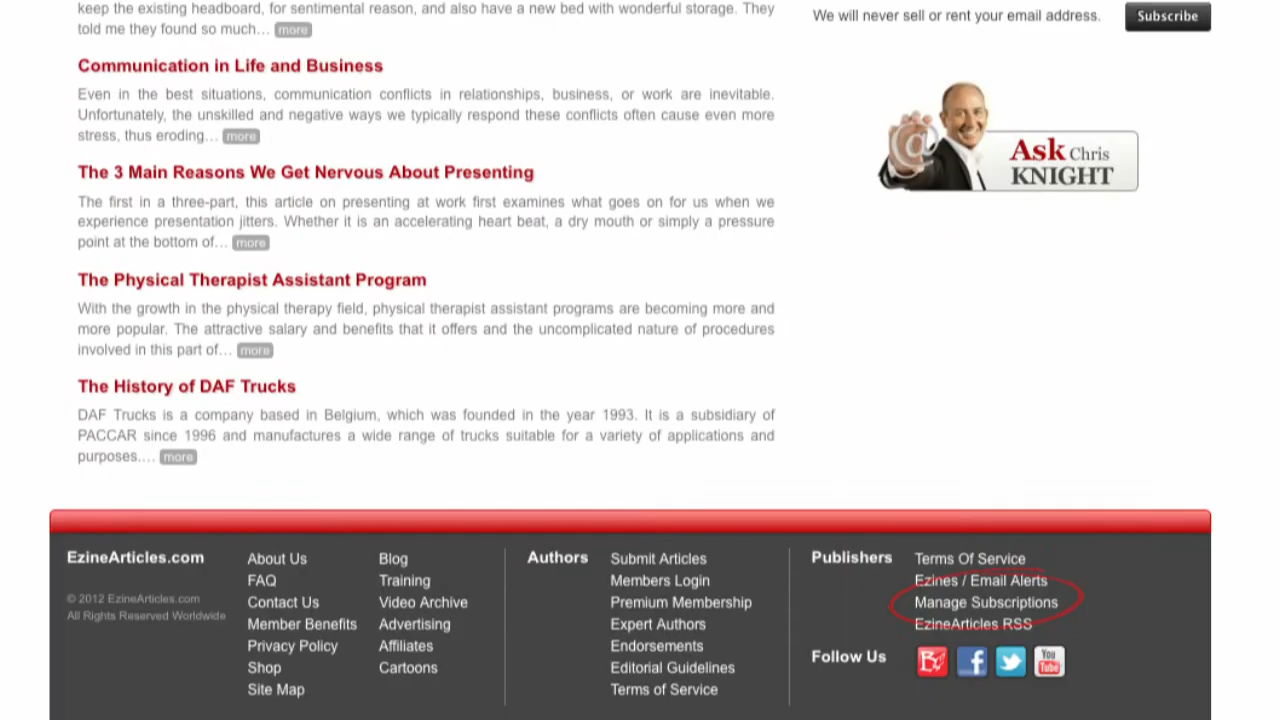 keep the existing headboard, for sentimental reason, and also have a new bed with wonderful storage. They
told me they found so much... more
We will never sell or rent your email address.
Subscribe
Communication in Life and Business
Even in the best situations, communication conflicts in relationships, business, or work are inevitable.
Unfortunately, the unskilled and negative ways we typically respond these conflicts often cause even more
stress, thus eroding... more
@
Ask Chris
KNIGHT
The 3 Main Reasons We Get Nervous About Presenting
The first in a three-part, this article on presenting at work first examines what goes on for us when we
experience presentation jitters. Whether it is an accelerating heart beat, a dry mouth or simply a pressure
point at the bottom of... more
The Physical Therapist Assistant Program
With the growth in the physical therapy field, physical therapist assistant programs are becoming more and
more popular. The attractive salary and benefits that it offers and the uncomplicated nature of procedures
involved in this part of... more
The History of DAF Trucks
DAF Trucks is a company based in Belgium, which was founded in the year 1993. It is a subsidiary of
PACCAR since 1996 and manufactures a wide range of trucks suitable for a variety of applications and
purposes.... more
EzineArticles.com
© 2012 EzineArticles.com
All Rights Reserved Worldwide
About Us
FAQ
Contact Us
Member Benefits
Privacy Policy
Shop
Site Map
Blog
Training
Video Archive
Advertising
Affiliates
Cartoons
Authors
Submit Articles
Members Login
Premium Membership
Expert Authors
Endorsements
Editorial Guidelines
Terms of Service
Publishers
Terms Of Service
Ezines / Email Alerts
Manage Subscriptions
EzineArticles RSS
Follow Us
You
Tube